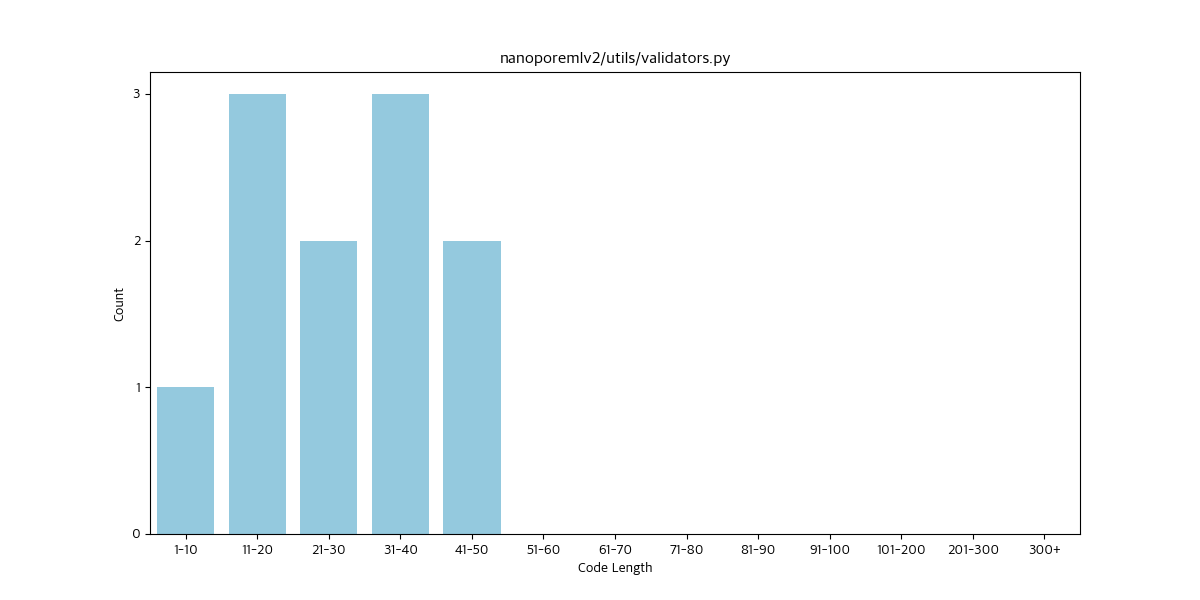 nanoporemlv2/utils/validators.py
3
2
1
0
Count
1-10 11-20 21-30 31-40 41-50 51-60 61-70 71-80 81-90 91-100 101-200 201-300 300+
Code Length